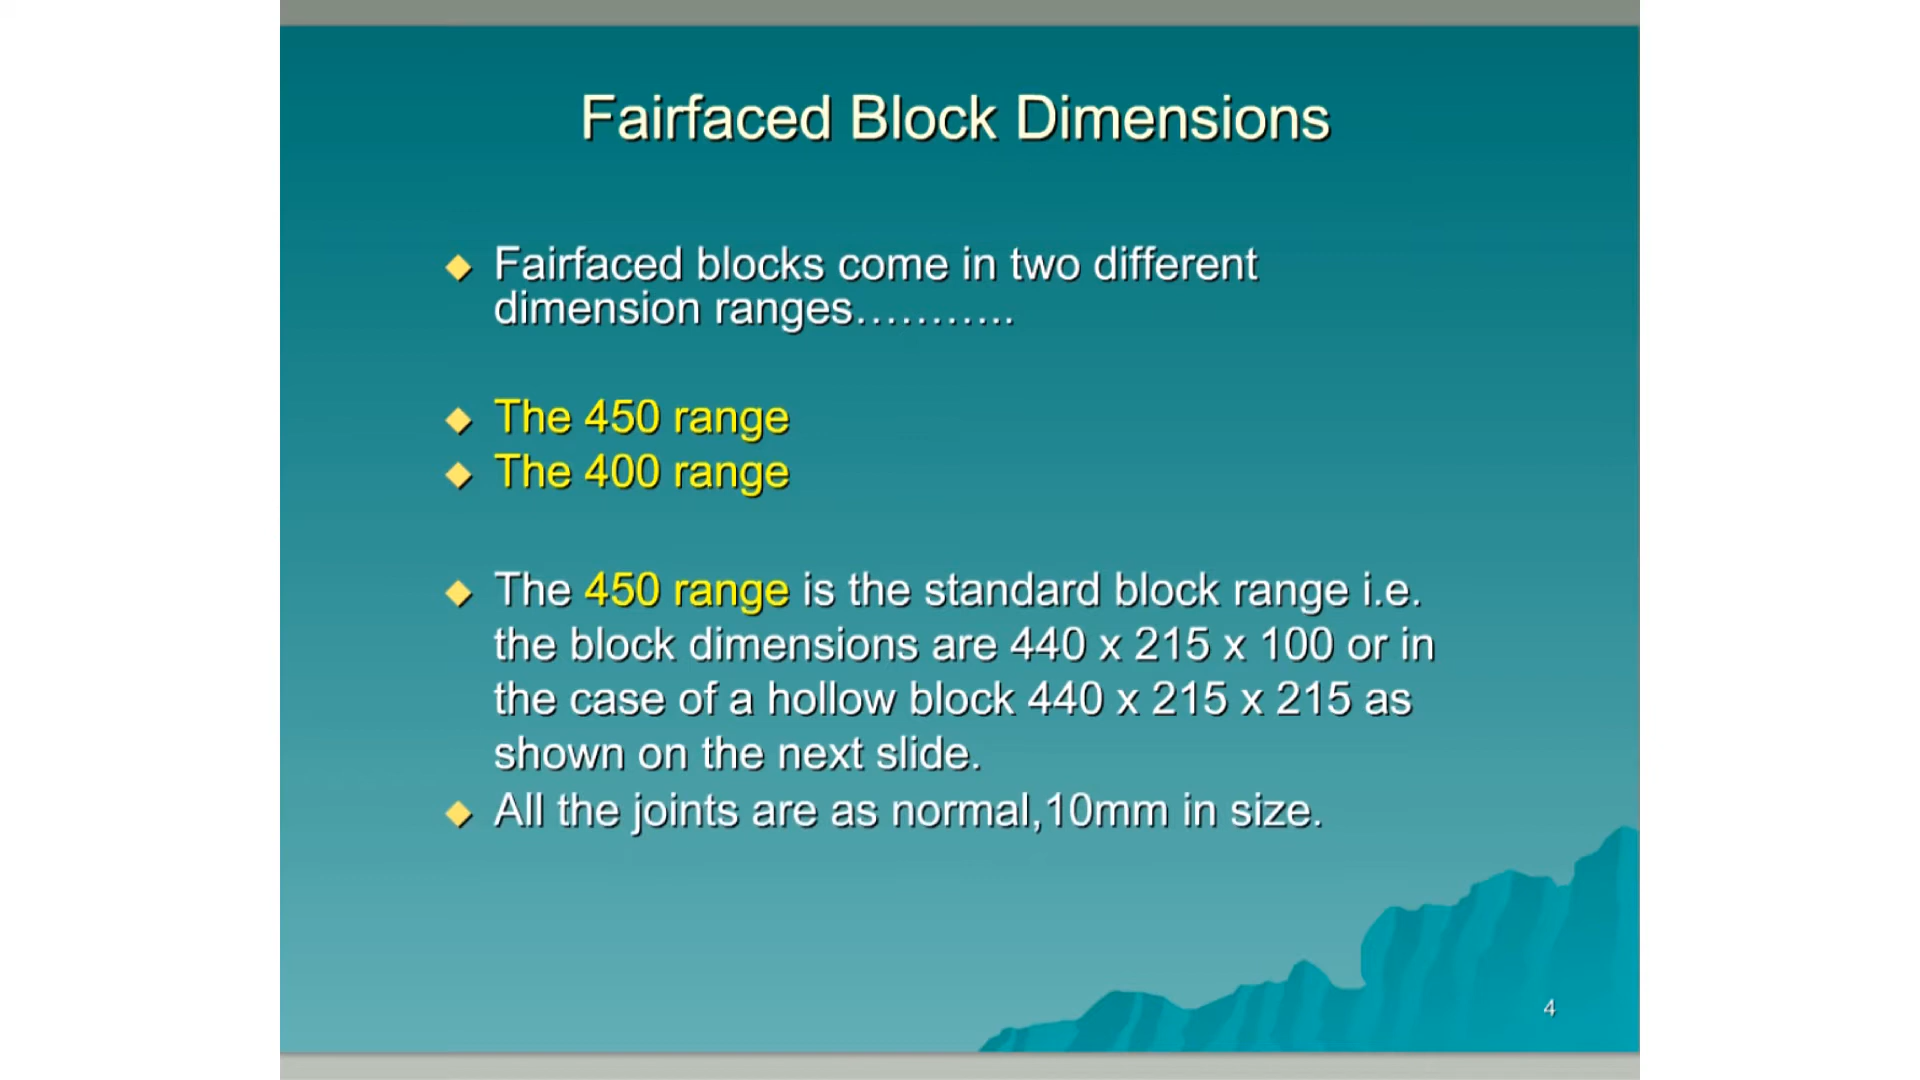 Fairfaced Block Dimensions
Fairfaced blocks come in two different
dimension ranges………..
The 450 range
The 400 range
The 450 range is the standard block range i.e.
the block dimensions are 440 x 215 x 100 or in
the case of a hollow block 440 x 215 x 215 as
shown on the next slide.
All the joints are as normal,10mm in size.
4